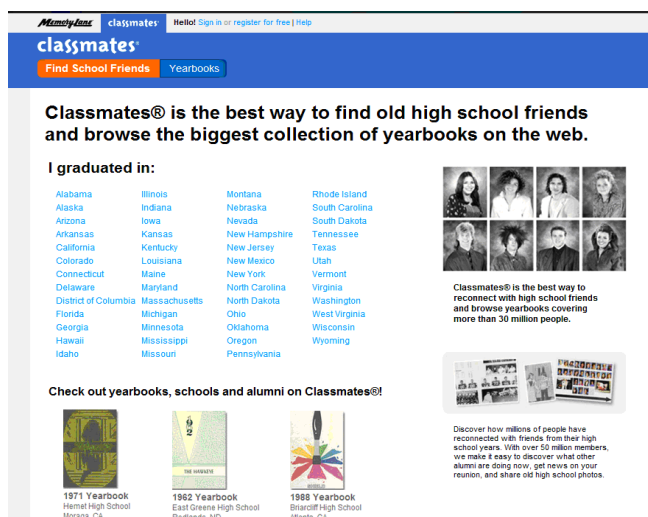 MemoryLane classmates® Hello! Sign in or register for free | Help
classmates®
Find School Friends Yearbooks
Classmates® is the best way to find old high school friends
and browse the biggest collection of yearbooks on the web.
I graduated in:
Alabama Illinois Montana Rhode Island
Alaska Indiana Nebraska South Carolina
Arizona Iowa Nevada South Dakota
Arkansas Kansas New Hampshire Tennessee
California Kentucky New Jersey Texas
Colorado Louisiana New Mexico Utah
Connecticut Maine New York Vermont
Delaware Maryland North Carolina Virginia
District of Columbia Massachusetts North Dakota Washington
Florida Michigan Ohio West Virginia
Georgia Minnesota Oklahoma Wisconsin
Hawaii Mississippi Oregon Wyoming
Idaho Missouri Pennsylvania
Classmates® is the best way to
reconnect with high school friends
and browse yearbooks covering
more than 30 million people.
Check out yearbooks, schools and alumni on Classmates®!
THE HAWKEYE
1971 Yearbook
Hemet High School
1962 Yearbook
East Greene High School
1988 Yearbook
Briarcliff High School
Discover how millions of people have
reconnected with friends from their high
school years. With over 50 million members,
we make it easy to discover what other
alumni are doing now, get news on your
reunion, and share old high school photos.